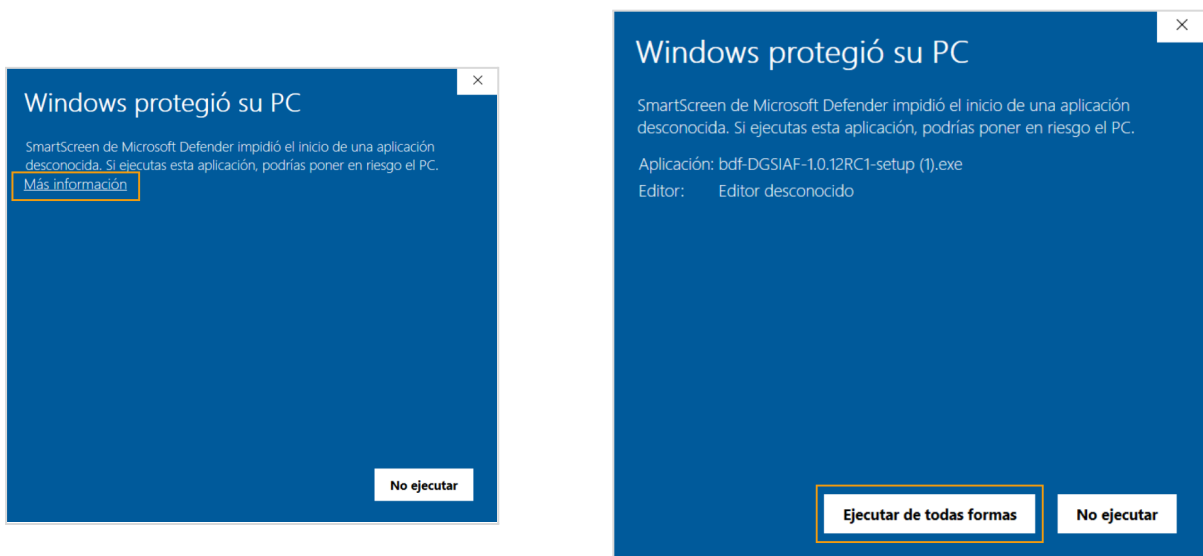 Windows protegió su PC
SmartScreen de Microsoft Defender impidió el inicio de una aplicación
desconocida. Si ejecutas esta aplicación, podrías poner en riesgo el PC.
Más información
No ejecutar
Windows protegió su PC
SmartScreen de Microsoft Defender impidió el inicio de una aplicación
desconocida. Si ejecutas esta aplicación, podrías poner en riesgo el PC.
Aplicación: bdf-DGSIAF-1.0.12RC1-setup (1).exe
Editor: Editor desconocido
Ejecutar de todas formas
No ejecutar